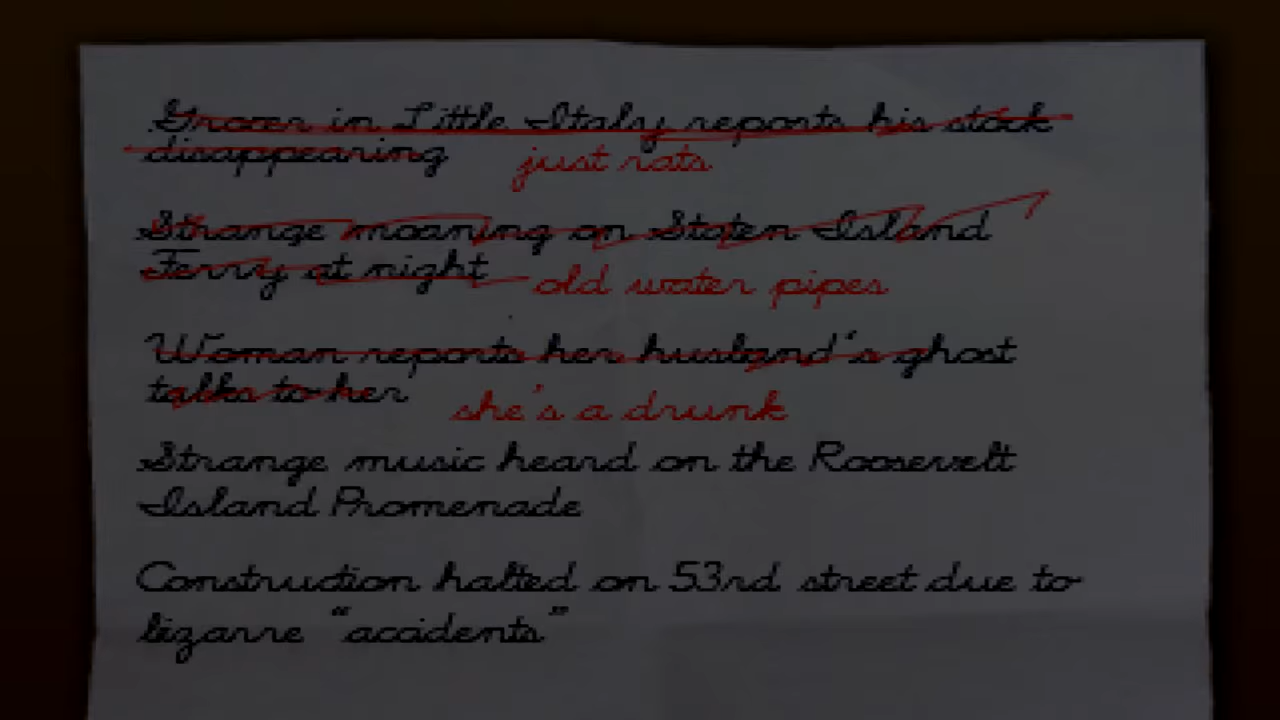 Grocer in Little Italy reports his stock
disappearing just rats
Strange moaning on Staten Island
Ferry at night old water pipes
Woman reports her husband's ghost
talks to her she's a drunk
Strange music heard on the Roosevelt
Island Promenade
Construction halted on 53rd street due to
bizarre "accidents"